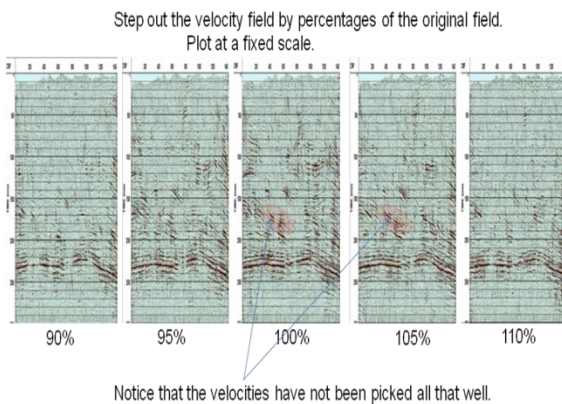 Step out the velocity field by percentages of the original field.
Plot at a fixed scale.
90% 95% 100% 105% 110%
Notice that the velocities have not been picked all that well.